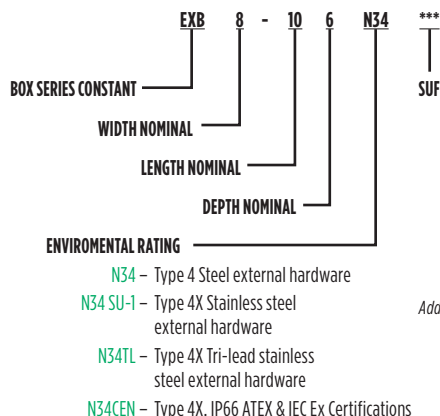 EXB 8 - 10 6 N34 ***
BOX SERIES CONSTANT
SUF
WIDTH NOMINAL
LENGTH NOMINAL
DEPTH NOMINAL
ENVIROMENTAL RATING
N34 – Type 4 Steel external hardware
N34 SU-1 – Type 4X Stainless steel
external hardware
Add
N34TL – Type 4X Tri-lead stainless
steel external hardware
N34CEN – Type 4X, IP66 ATEX & IEC Ex Certifications